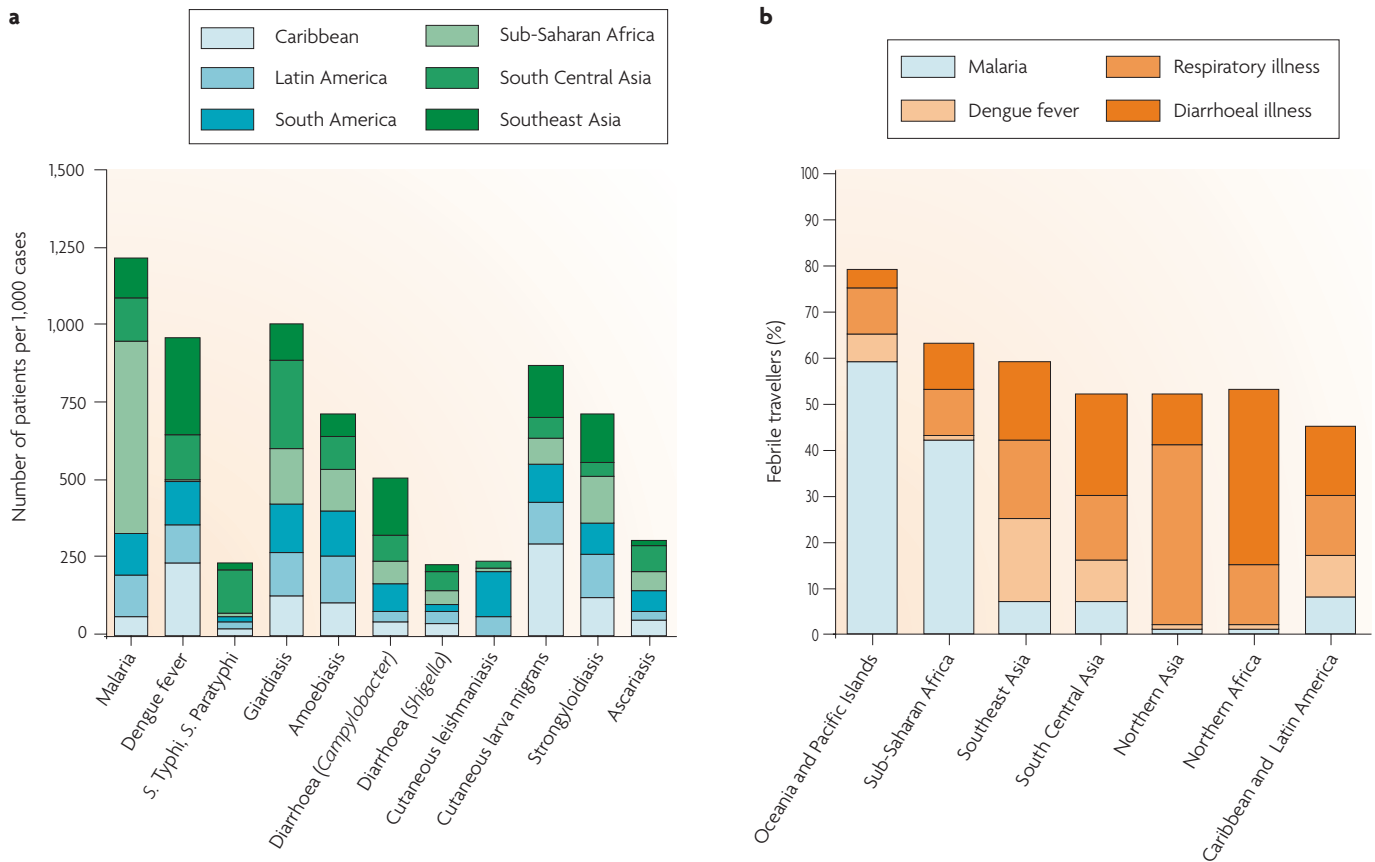 a
Caribbean
Latin America
South America
Sub-Saharan Africa
South Central Asia
Southeast Asia
Number of patients per 1,000 cases
1,500
1,250
1,000
750
500
250
0
Malaria
Dengue fever
S. Typhi, S. Paratyphi
Giardiasis
Amoebiasis
Diarrhoea (Campylobacter)
Diarrhoea (Shigella)
Cutaneous leishmaniasis
Cutaneous larva migrans
Strongyloidiasis
Ascariasis
b
Malaria
Dengue fever
Respiratory illness
Diarrhoeal illness
Febrile travellers (%)
100
90
80
70
60
50
40
30
20
10
0
Oceania and Pacific Islands
Sub-Saharan Africa
Southeast Asia
South Central Asia
Northern Asia
Northern Africa
Caribbean and Latin America